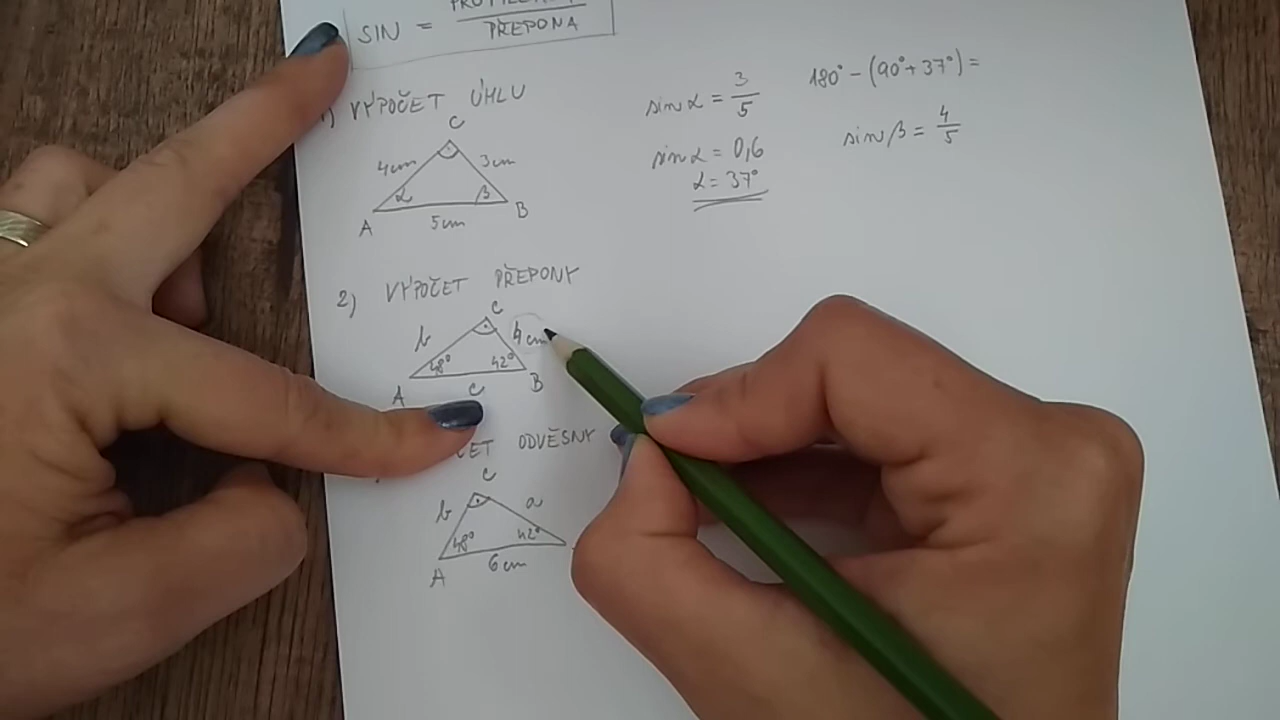 SIN = PŘEPONA
1) VÝPOČET ÚHLU
C
4cm 3cm
α β
A B
5cm
sin α = 3/5
sin α = 0,6
α = 37°
180° - (90° + 37°) =
sin β = 4/5
2) VÝPOČET PŘEPONY
C
b 4cm
48° 42°
A B
c
ODVĚSNY
C
b a
48° 42°
A
6cm